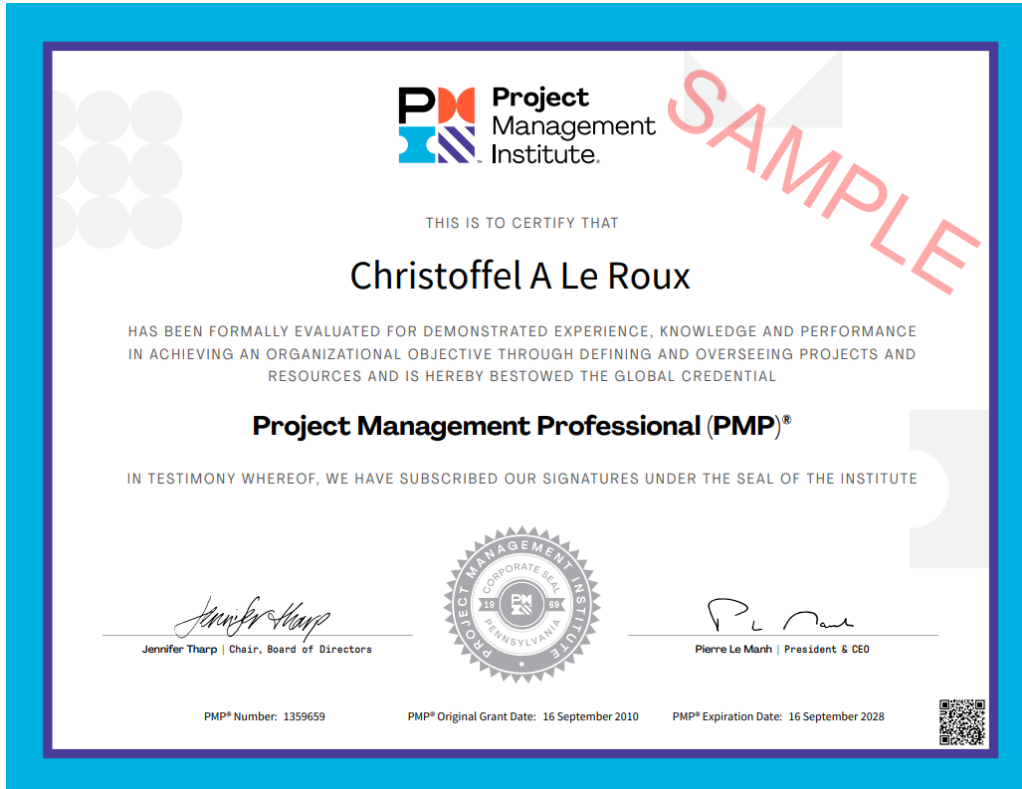 PM
Project
Management
Institute.
SAMPLE
THIS IS TO CERTIFY THAT
Christoffel A Le Roux
HAS BEEN FORMALLY EVALUATED FOR DEMONSTRATED EXPERIENCE, KNOWLEDGE AND PERFORMANCE
IN ACHIEVING AN ORGANIZATIONAL OBJECTIVE THROUGH DEFINING AND OVERSEEING PROJECTS AND
RESOURCES AND IS HEREBY BESTOWED THE GLOBAL CREDENTIAL
Project Management Professional (PMP)®
IN TESTIMONY WHEREOF, WE HAVE SUBSCRIBED OUR SIGNATURES UNDER THE SEAL OF THE INSTITUTE
PROJECT MANAGEMENT INSTITUTE
CORPORATE SEAL
19 69
PENNSYLVANIA
Jennifer Tharp
Jennifer Tharp | Chair, Board of Directors
P L Manh
Pierre Le Manh | President & CEO
PMP® Number: 1359659
PMP® Original Grant Date: 16 September 2010
PMP® Expiration Date: 16 September 2028